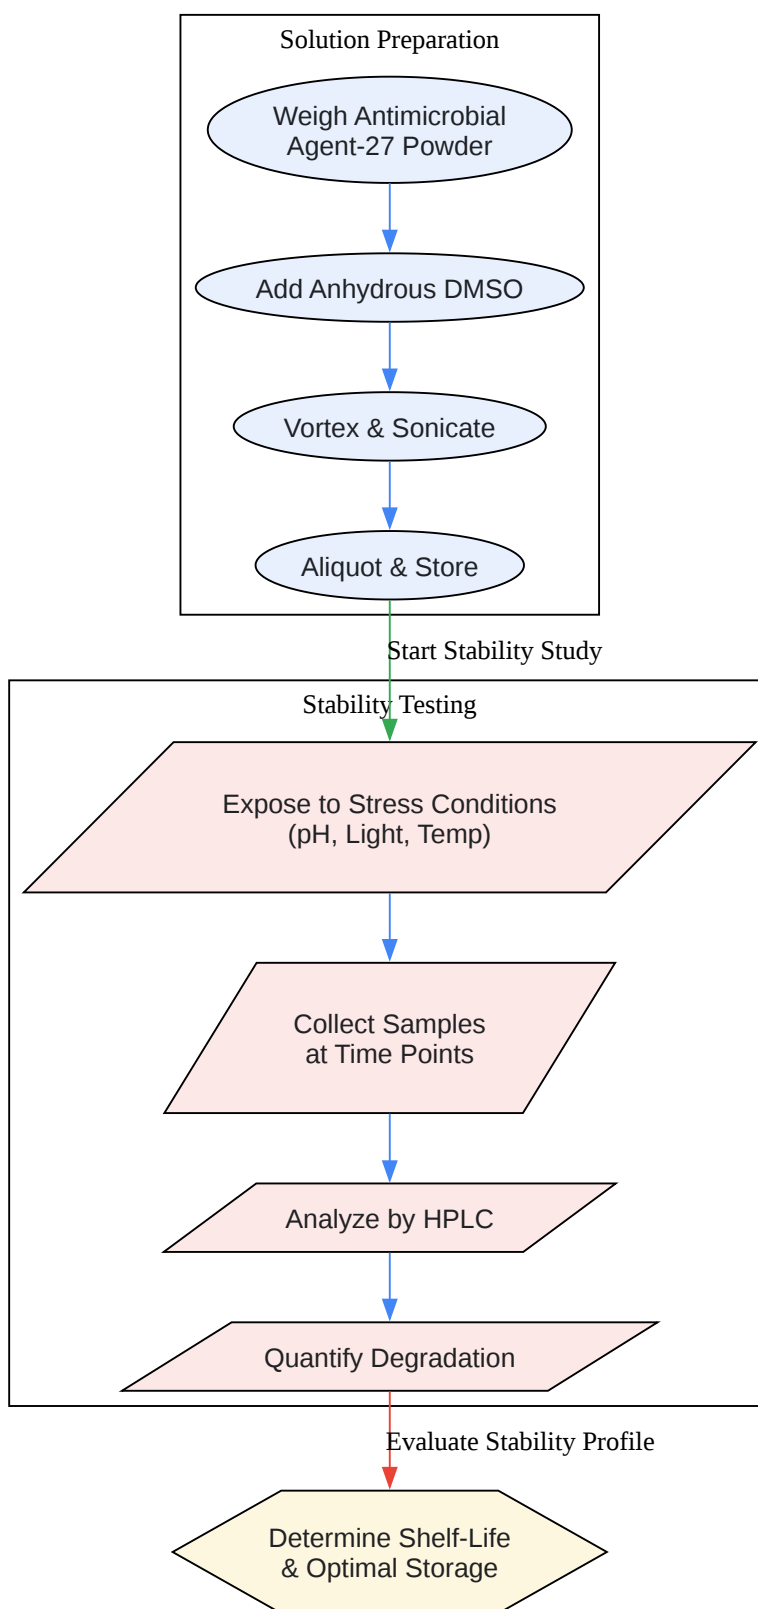 Solution Preparation
Weigh Antimicrobial
Agent-27 Powder
Add Anhydrous DMSO
Vortex & Sonicate
Aliquot & Store
Start Stability Study
Stability Testing
Expose to Stress Conditions
(pH, Light, Temp)
Collect Samples
at Time Points
Analyze by HPLC
Quantify Degradation
Evaluate Stability Profile
Determine Shelf-Life
& Optimal Storage